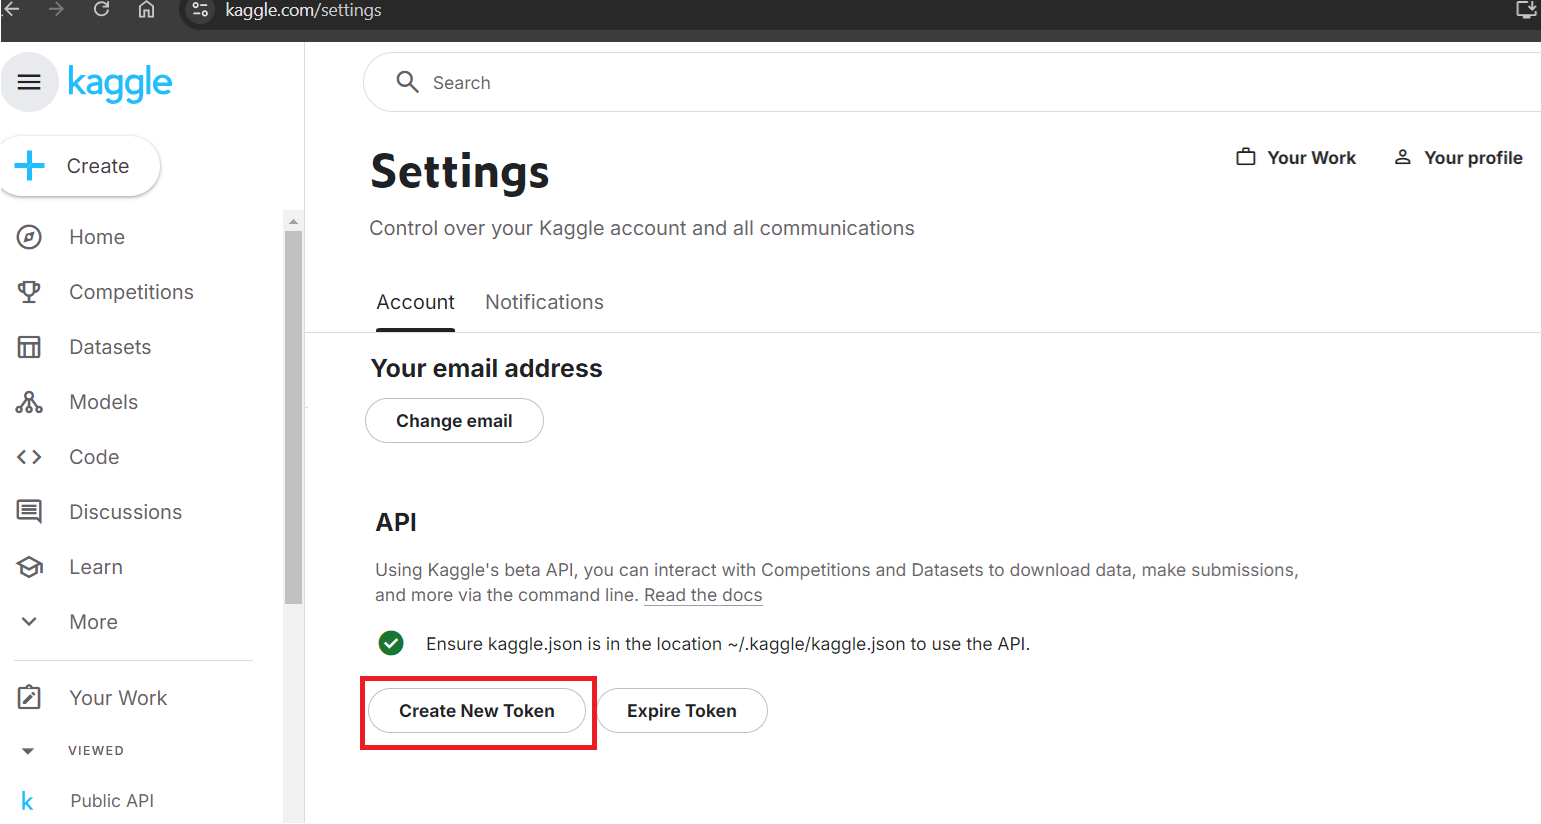 kaggle.com/settings
kaggle
Search
Create
Home
Competitions
Datasets
Models
Code
Discussions
Learn
More
Your Work
VIEWED
k Public API
Settings
Your Work Your profile
Control over your Kaggle account and all communications
Account Notifications
Your email address
Change email
API
Using Kaggle's beta API, you can interact with Competitions and Datasets to download data, make submissions,
and more via the command line. Read the docs
Ensure kaggle.json is in the location ~/.kaggle/kaggle.json to use the API.
Create New Token Expire Token